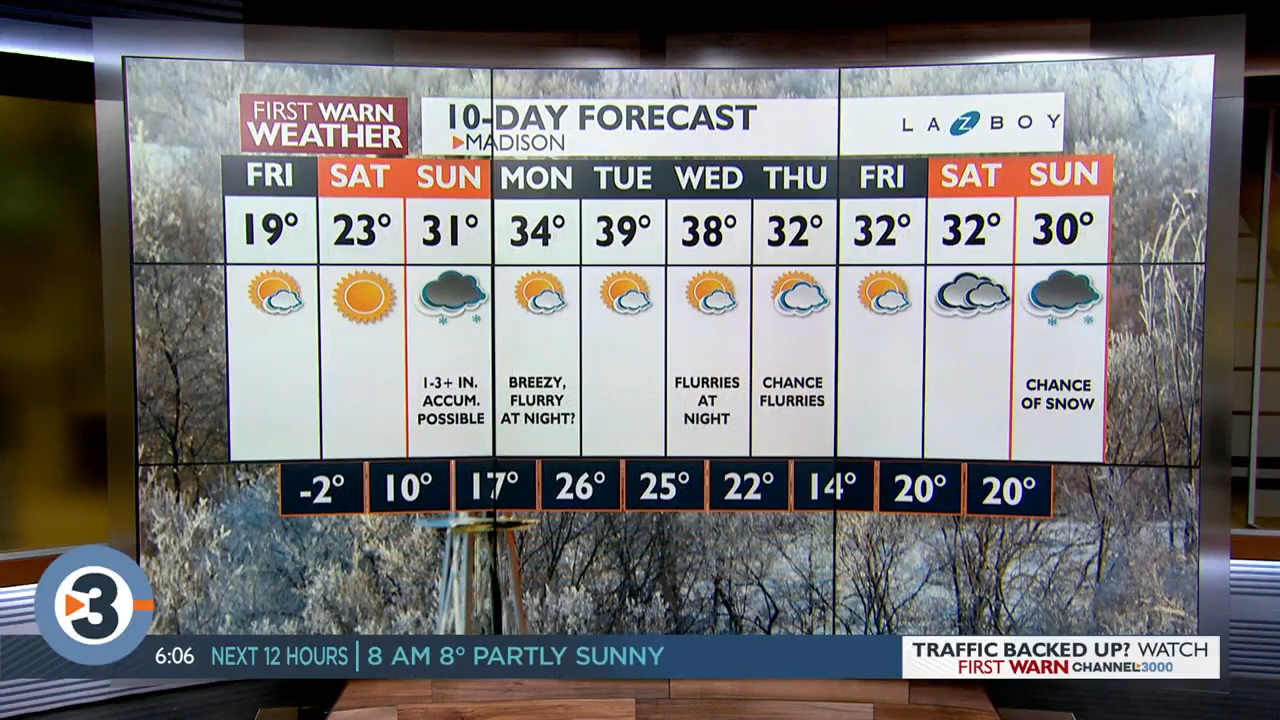 FIRST WARN
WEATHER
10-DAY FORECAST
MADISON
LA Z BOY
FRI SAT SUN MON TUE WED THU FRI SAT SUN
19° 23° 31° 34° 39° 38° 32° 32° 32° 30°
1-3+ IN.
ACCUM.
POSSIBLE
BREEZY,
FLURRY
AT NIGHT?
FLURRIES
AT
NIGHT
CHANCE
FLURRIES
CHANCE
OF SNOW
-2° 10° 17° 26° 25° 22° 14° 20° 20°
3
6:06 NEXT 12 HOURS 8 AM 8° PARTLY SUNNY
TRAFFIC BACKED UP? WATCH
FIRST WARN CHANNEL3000